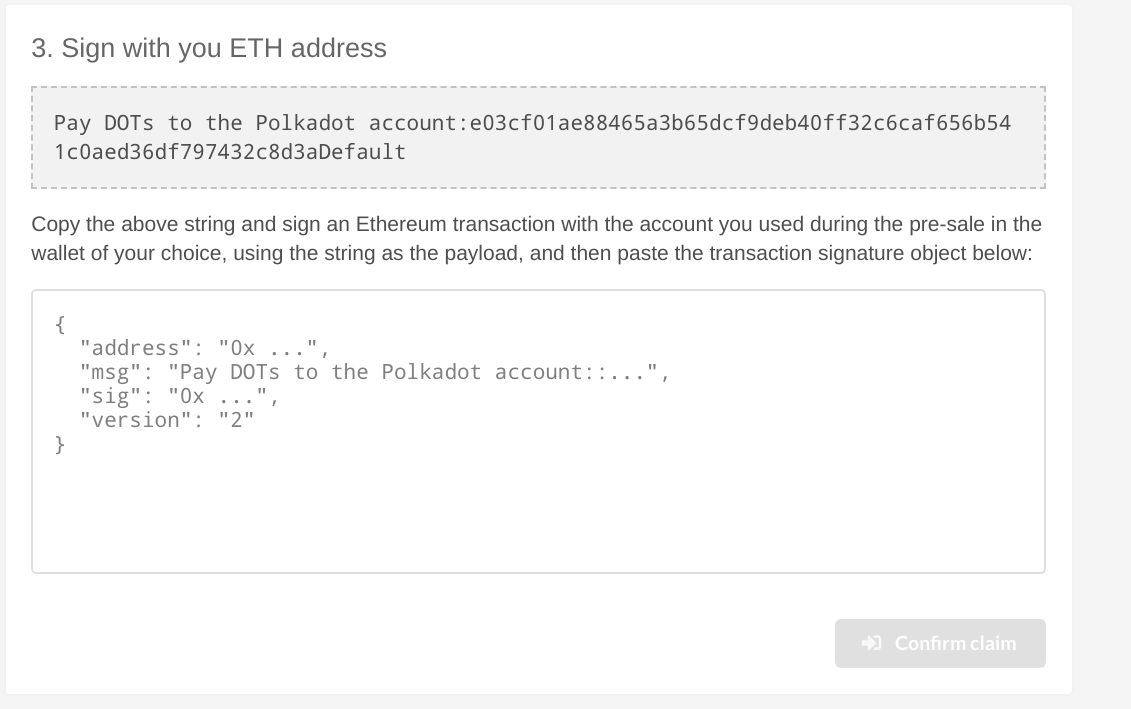 3. Sign with you ETH address
Pay DOTs to the Polkadot account:e03cf01ae88465a3b65dcf9deb40ff32c6caf656b54
1c0aed36df797432c8d3aDefault
Copy the above string and sign an Ethereum transaction with the account you used during the pre-sale in the
wallet of your choice, using the string as the payload, and then paste the transaction signature object below:
{
  "address": "0x ...",
  "msg": "Pay DOTs to the Polkadot account::...",
  "sig": "0x ...",
  "version": "2"
}
Confirm claim